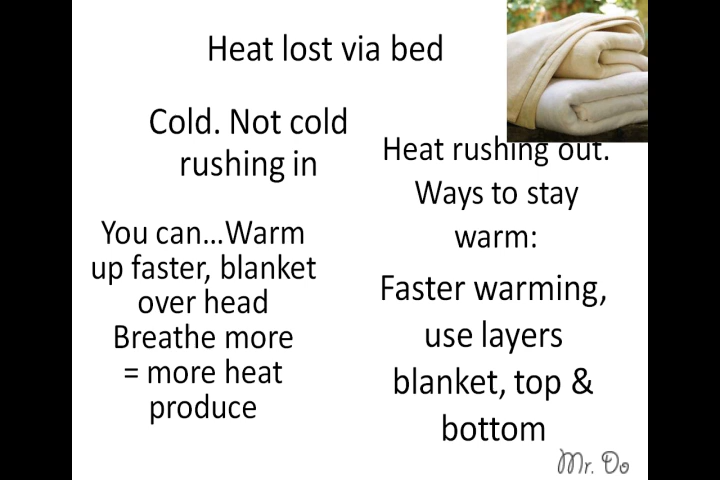 Heat lost via bed
Cold. Not cold
rushing in
Heat rushing out.
Ways to stay
warm:
You can...Warm
up faster, blanket
over head
Breathe more
= more heat
produce
Faster warming,
use layers
blanket, top &
bottom
Mr. Do